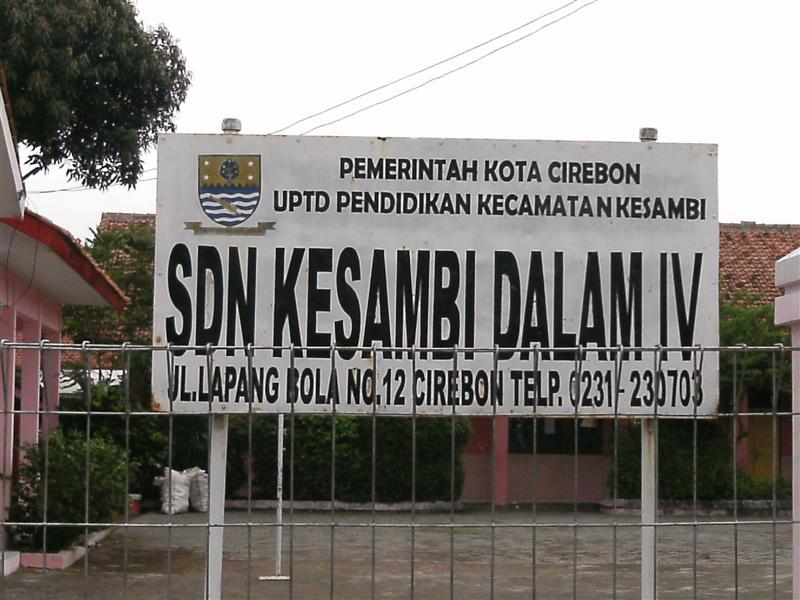 PEMERINTAH KOTA CIREBON
UPTD PENDIDIKAN KECAMATAN KESAMBI
SDN KESAMBI DALAM IV
JL.LAPANG BOLA NO.12 CIREBON TELP. 0231-230703